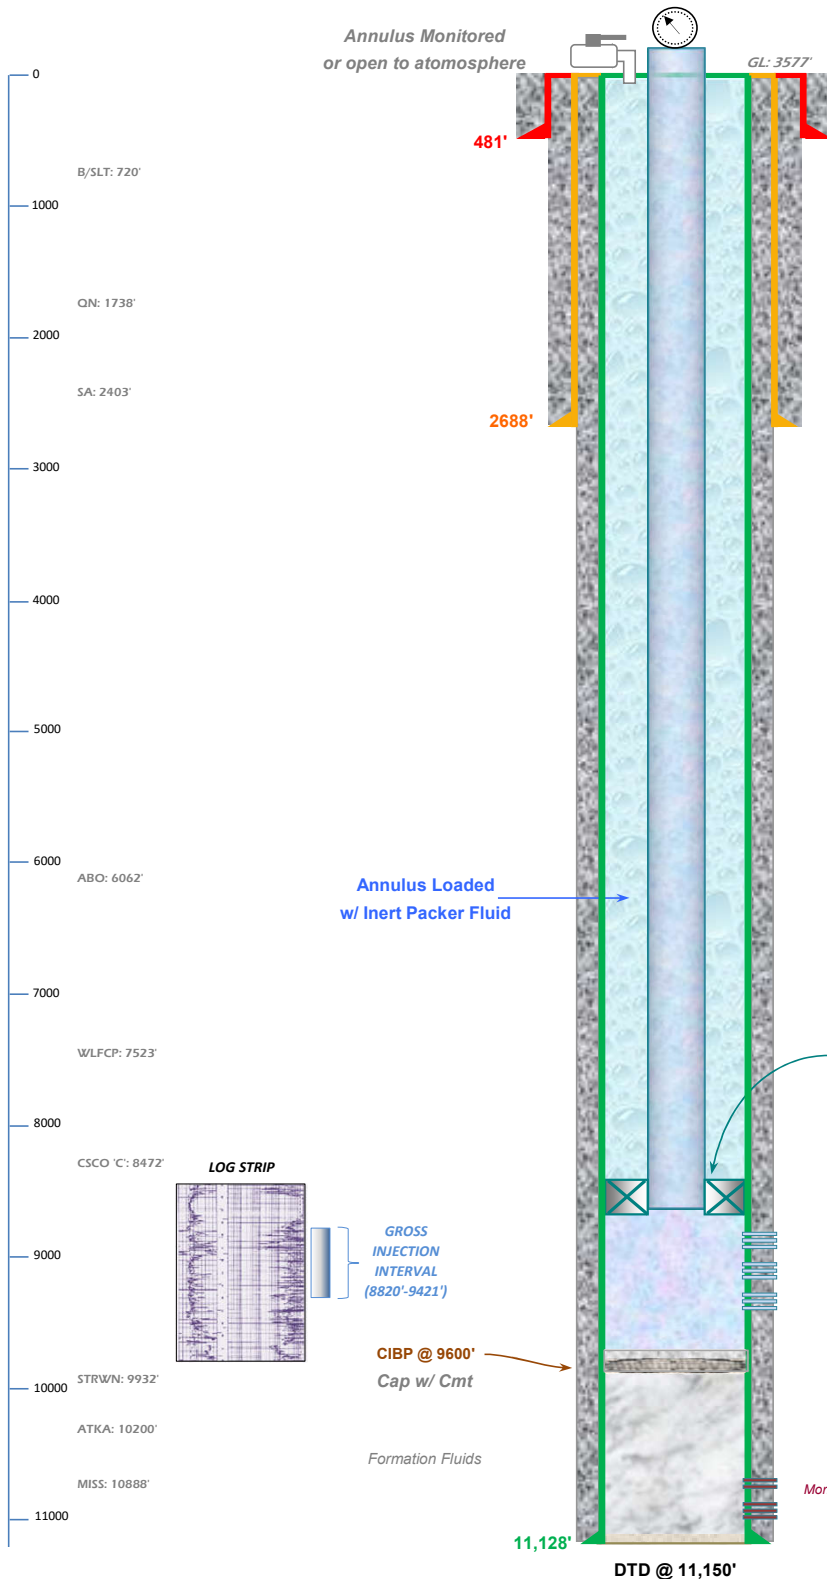 Annulus Monitored
or open to atomosphere
GL: 3577'
0
481'
B/SLT: 720'
1000
QN: 1738'
2000
SA: 2403'
2688'
3000
4000
5000
6000
ABO: 6062'
Annulus Loaded
w/ Inert Packer Fluid
7000
WLFCP: 7523'
8000
CSCO 'C': 8472'
LOG STRIP
9000
GROSS
INJECTION
INTERVAL
(8820'-9421')
CIBP @ 9600'
Cap w/ Cmt
STRWN: 9932'
10000
ATKA: 10200'
Formation Fluids
MISS: 10888'
Mor
11000
11,128'
DTD @ 11,150'